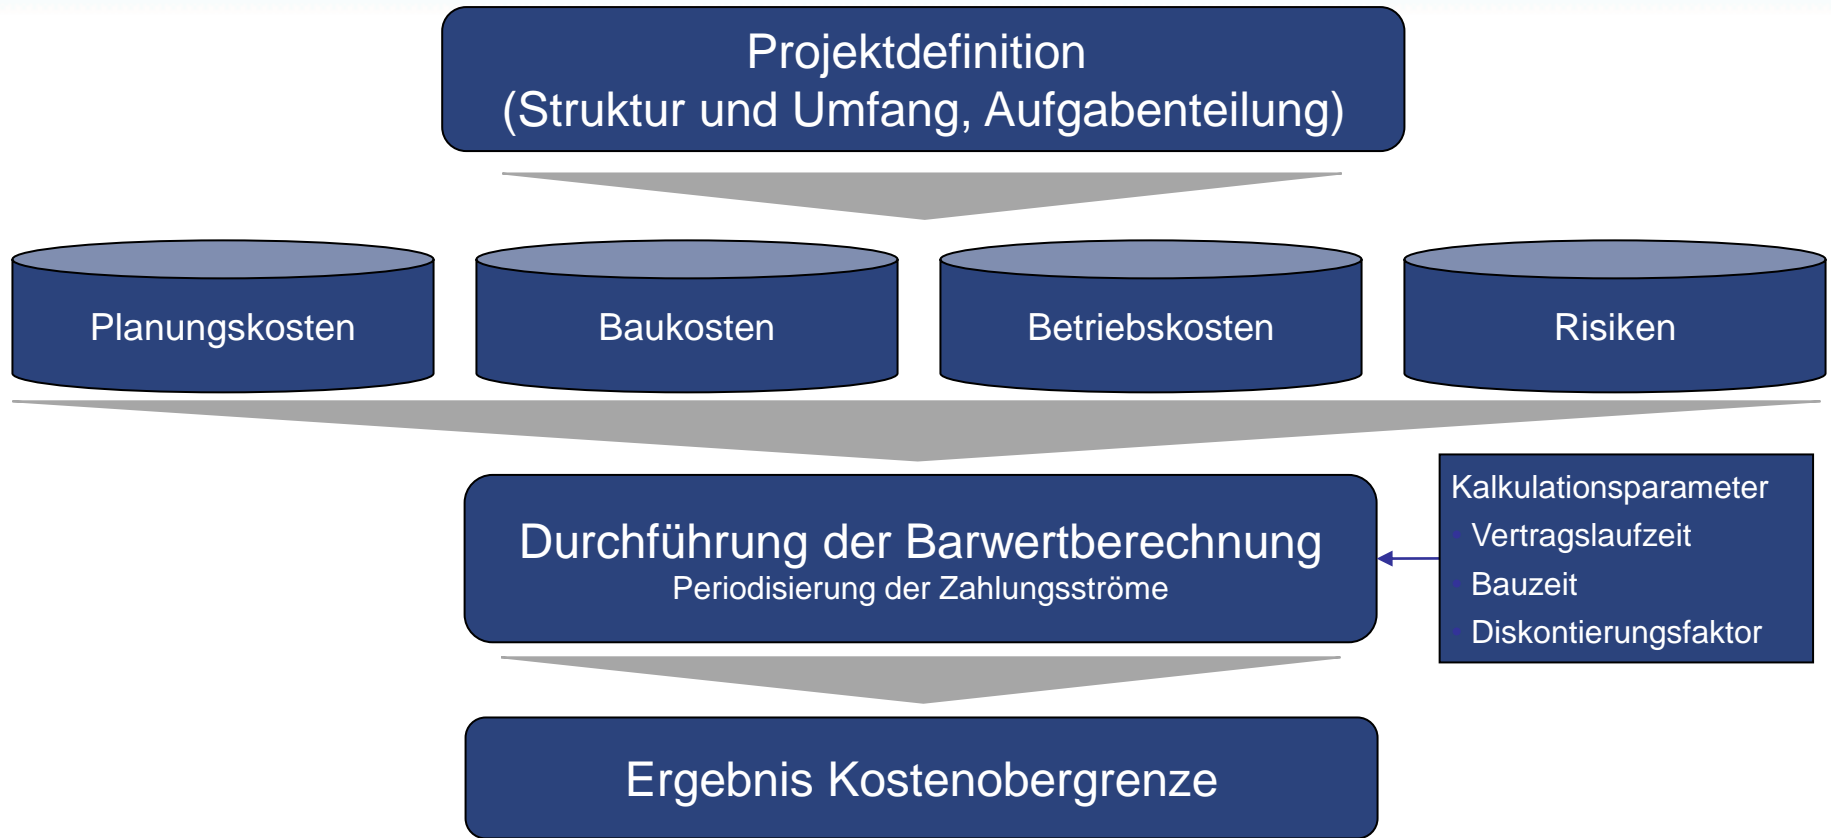 Projektdefinition
(Struktur und Umfang, Aufgabenteilung)
Planungskosten
Baukosten
Betriebskosten
Risiken
Durchführung der Barwertberechnung
Periodisierung der Zahlungsströme
Kalkulationsparameter
• Vertragslaufzeit
• Bauzeit
• Diskontierungsfaktor
Ergebnis Kostenobergrenze